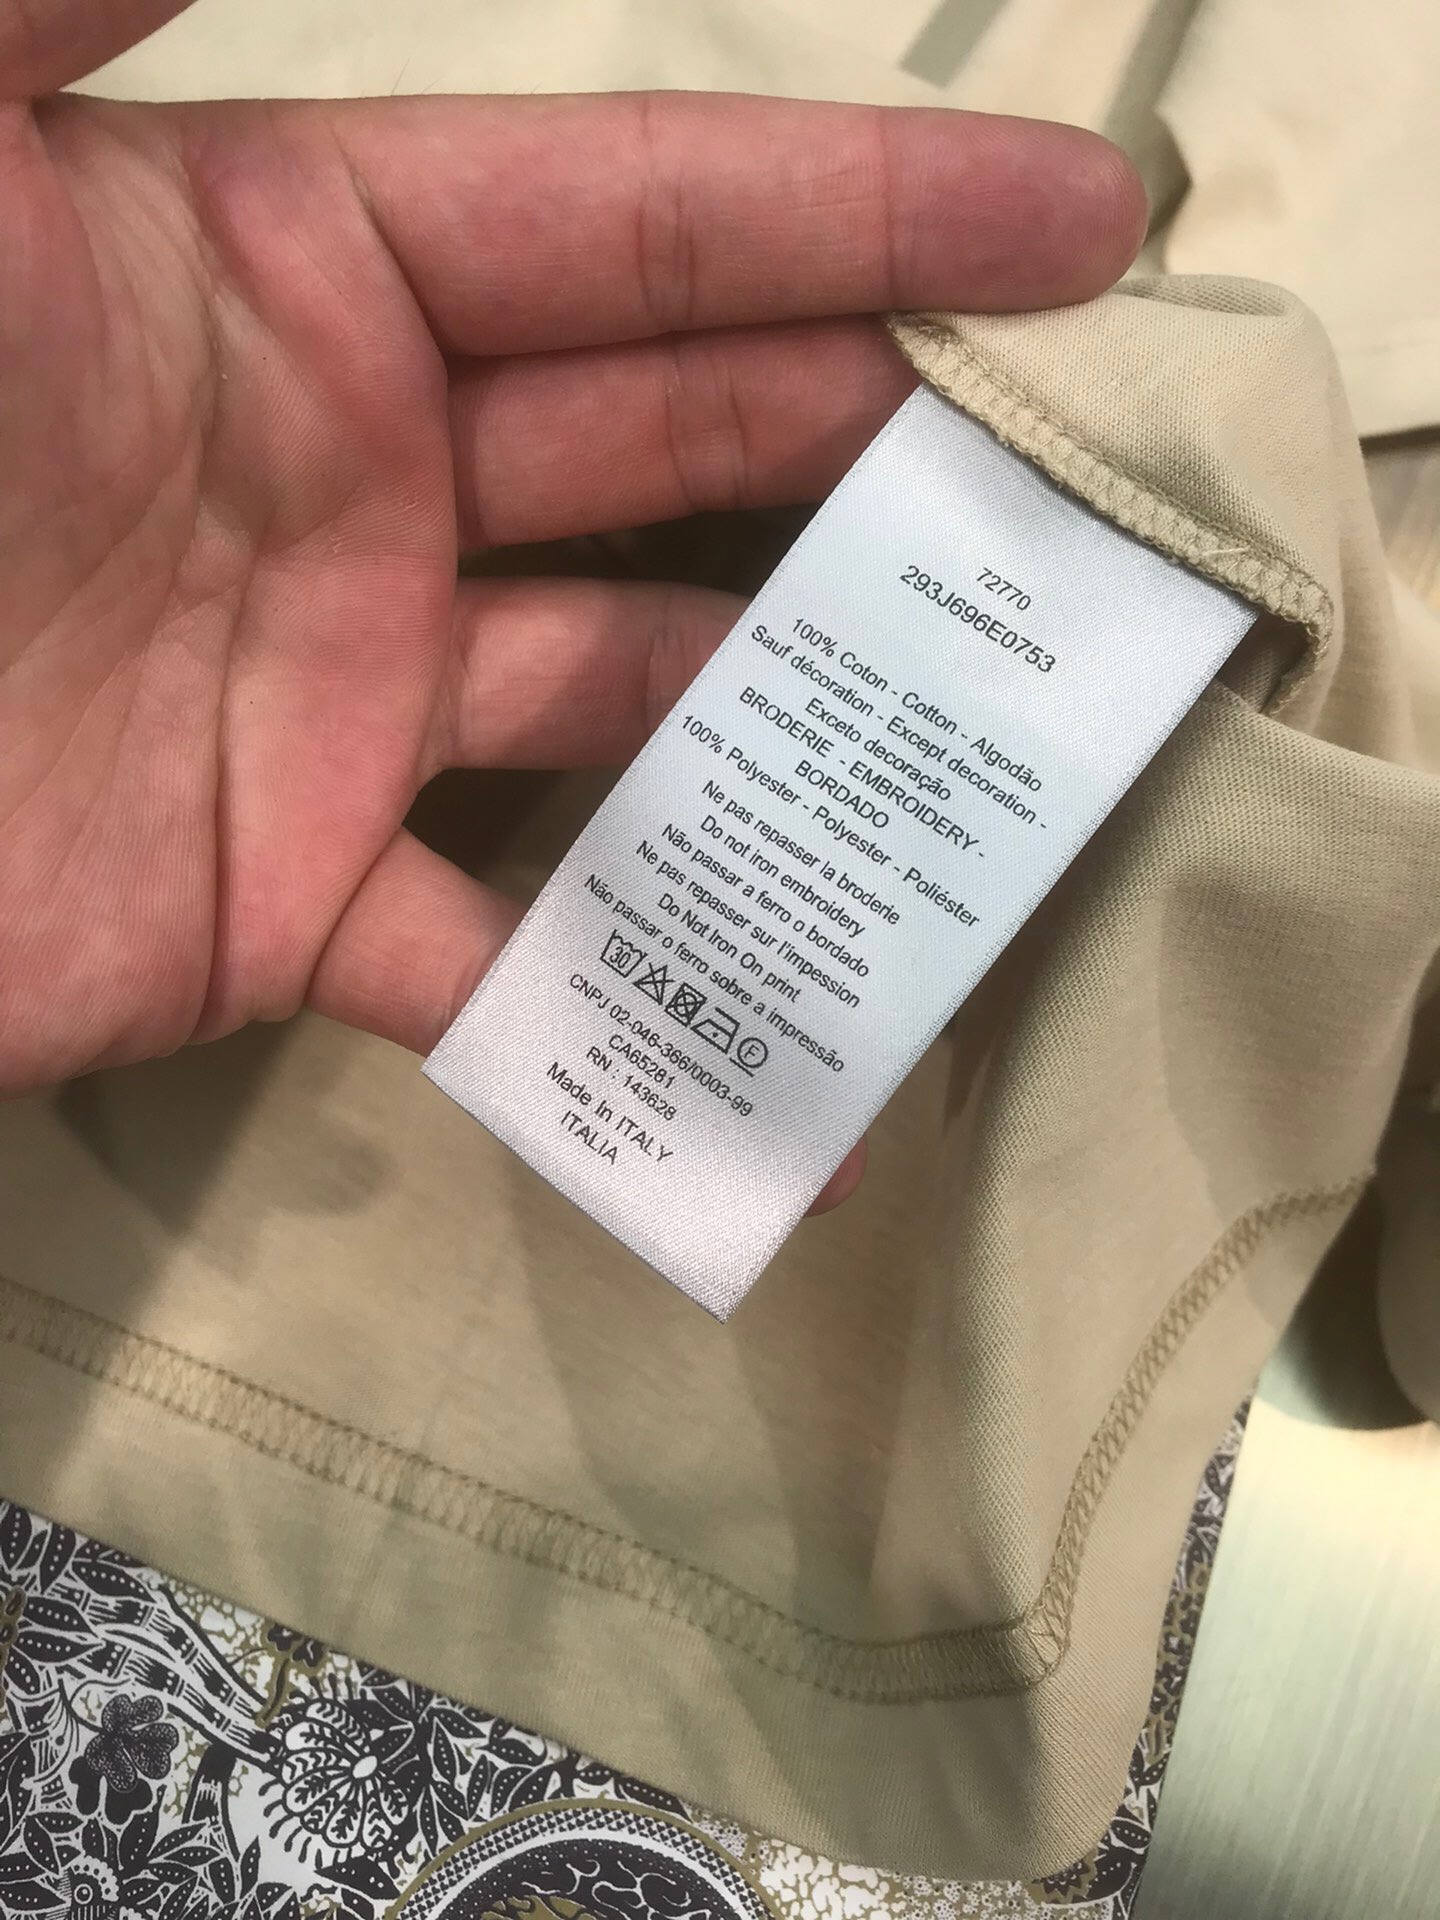 72770
293J696E0753
100% Coton - Cotton - Algodão
Sauf décoration - Except decoration -
Exceto decoração
BRODERIE - EMBROIDERY -
BORDADO
100% Polyester - Polyester - Poliéster
Ne pas repasser la broderie
Do not iron embroidery
Não passar a ferro o bordado
Ne pas repasser sur l'impession
Do Not Iron On print
Não passar o ferro sobre a impressão
30 F
CNPJ 02-046-366/0003-99
CA65281
RN : 143628
Made In ITALY
ITALIA